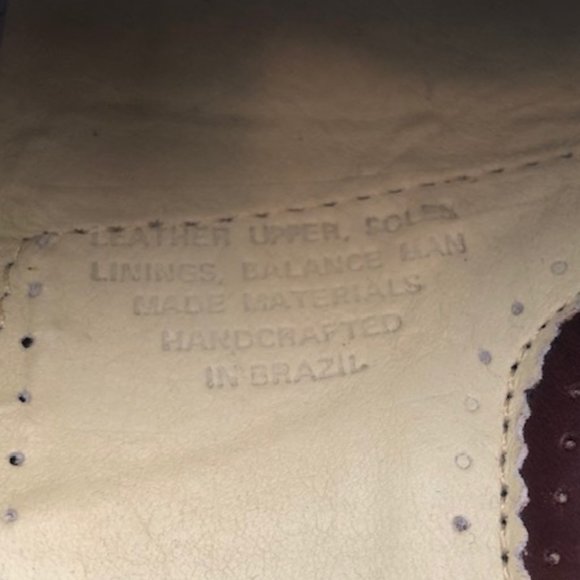 LEATHER UPPER, SOLES
LININGS, BALANCE MAN
MADE MATERIALS
HANDCRAFTED
IN BRAZIL